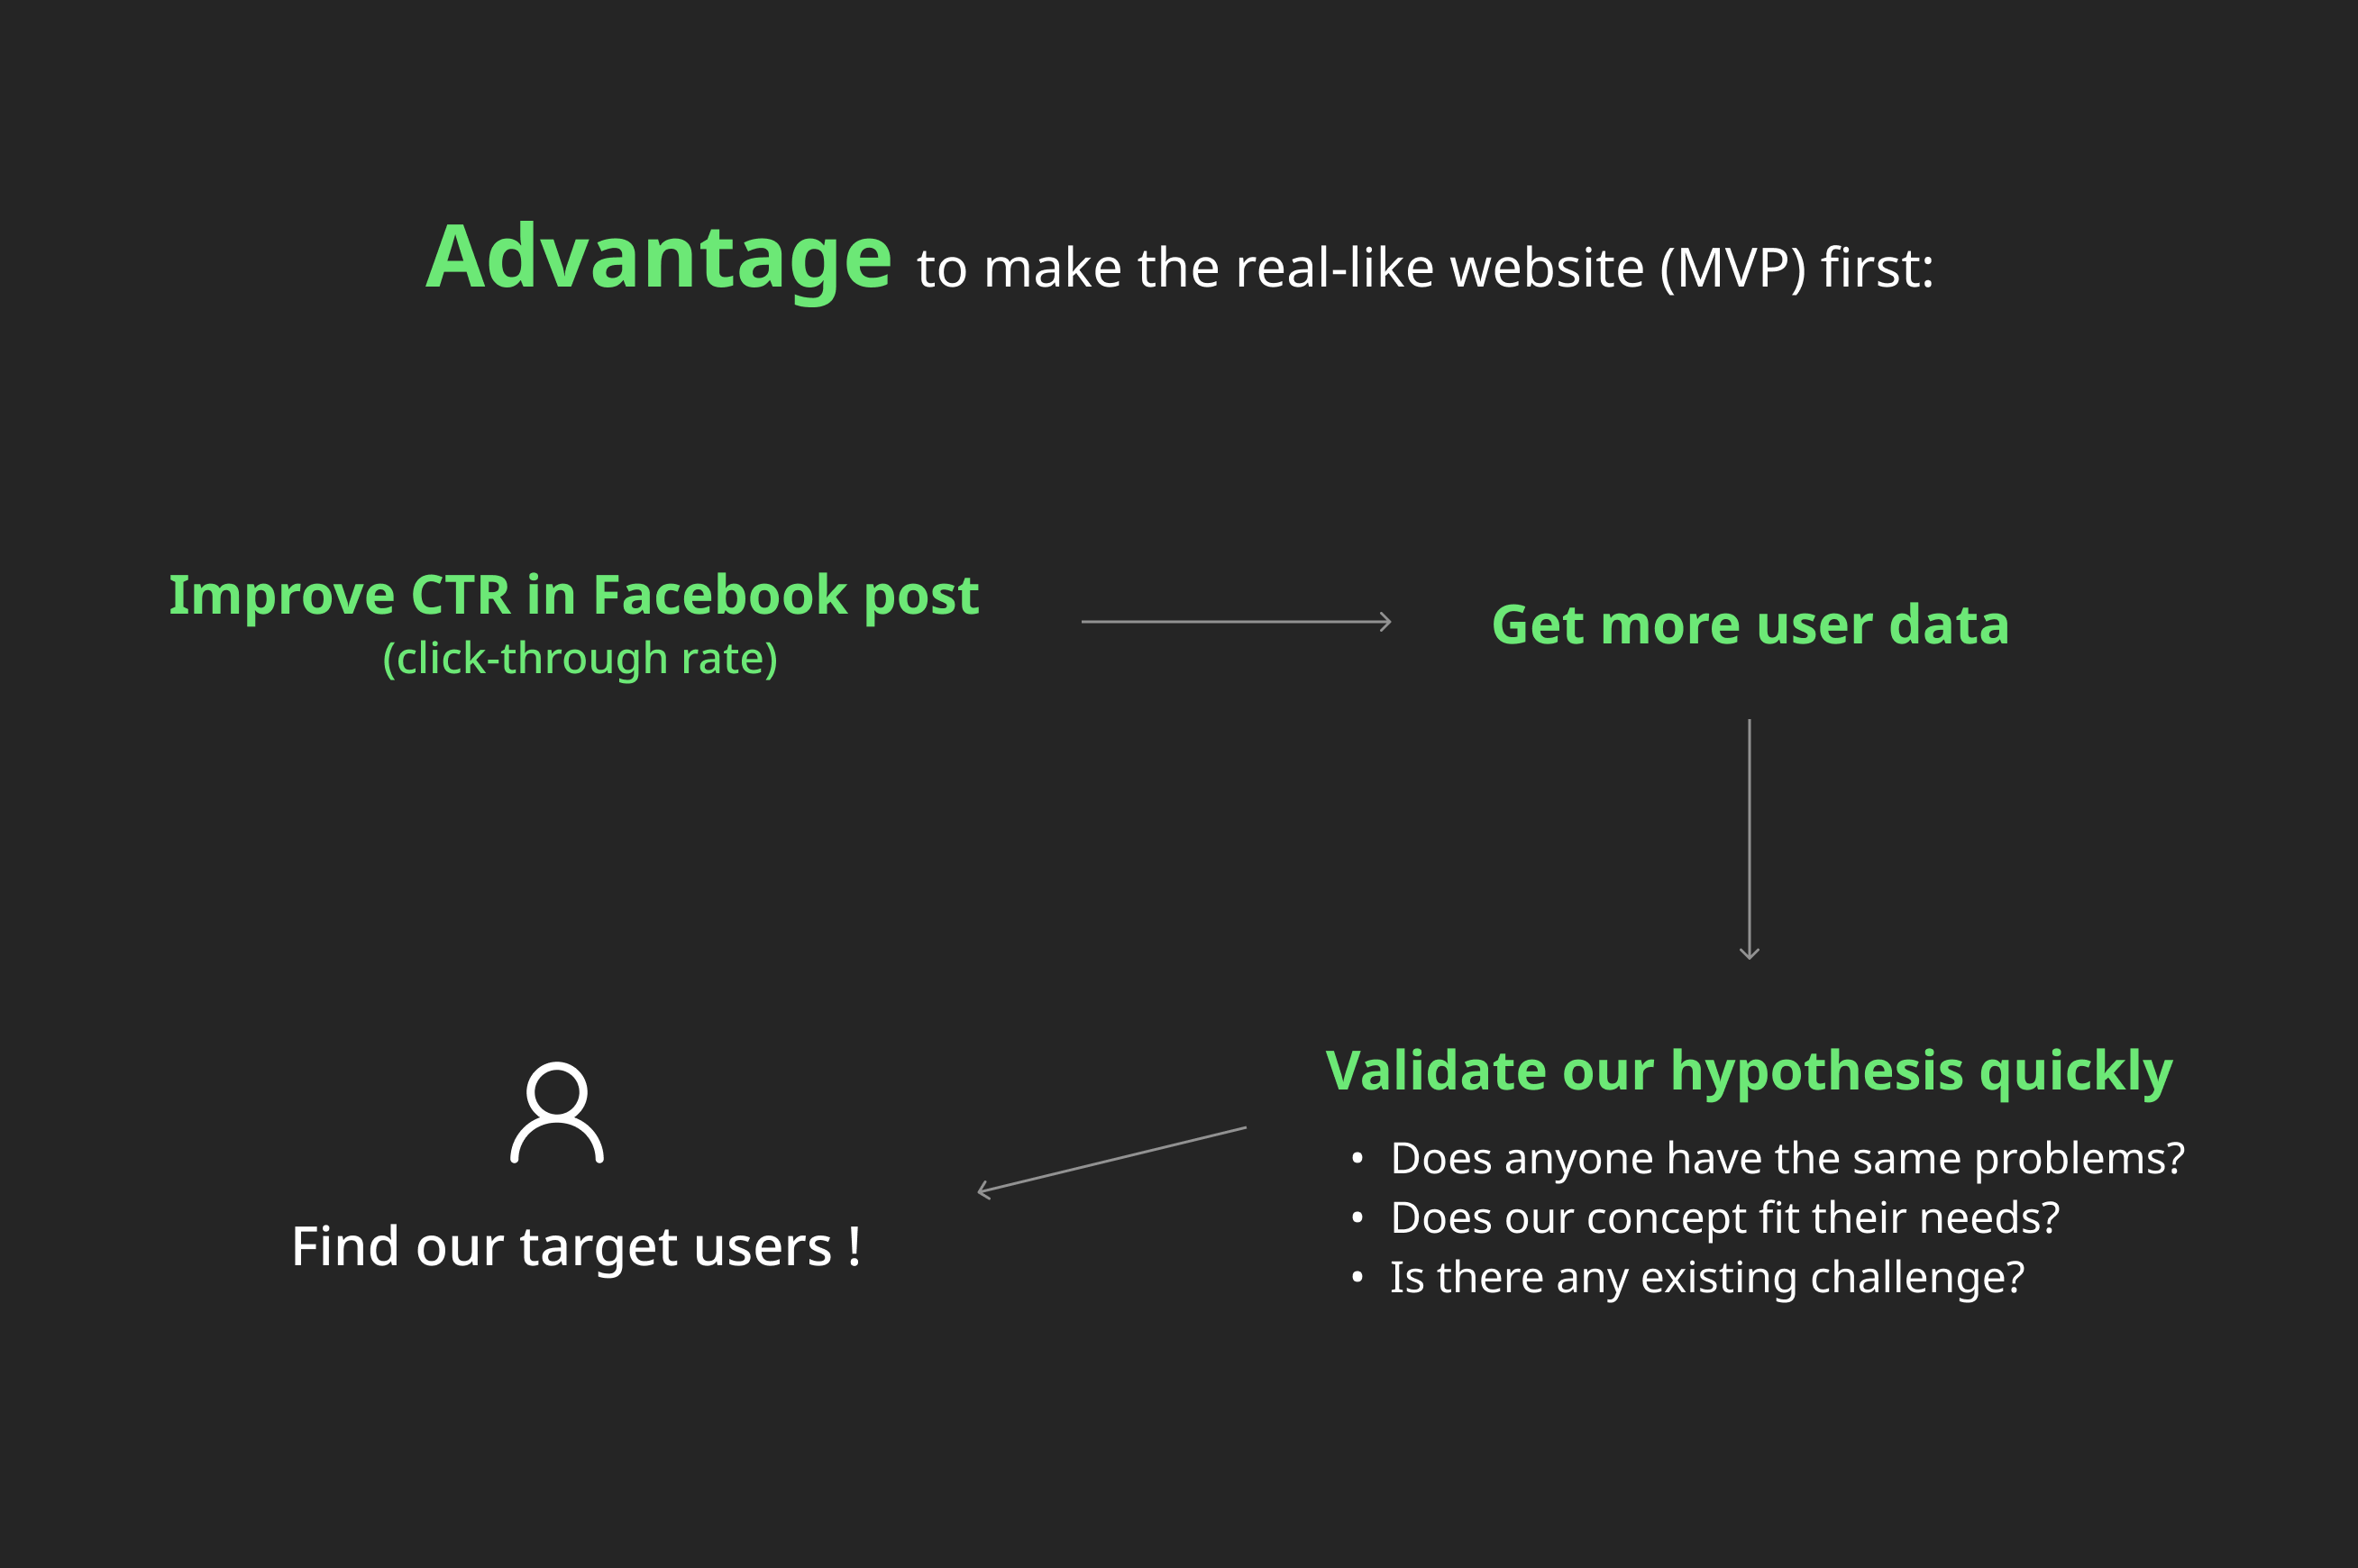 Advantage to make the real-like website (MVP) first:
Improve CTR in Facebook post
(click-through rate)
Get more user data
Validate our hypothesis quickly
• Does anyone have the same problems?
• Does our concept fit their needs?
• Is there any existing challenge?
Find our target users !